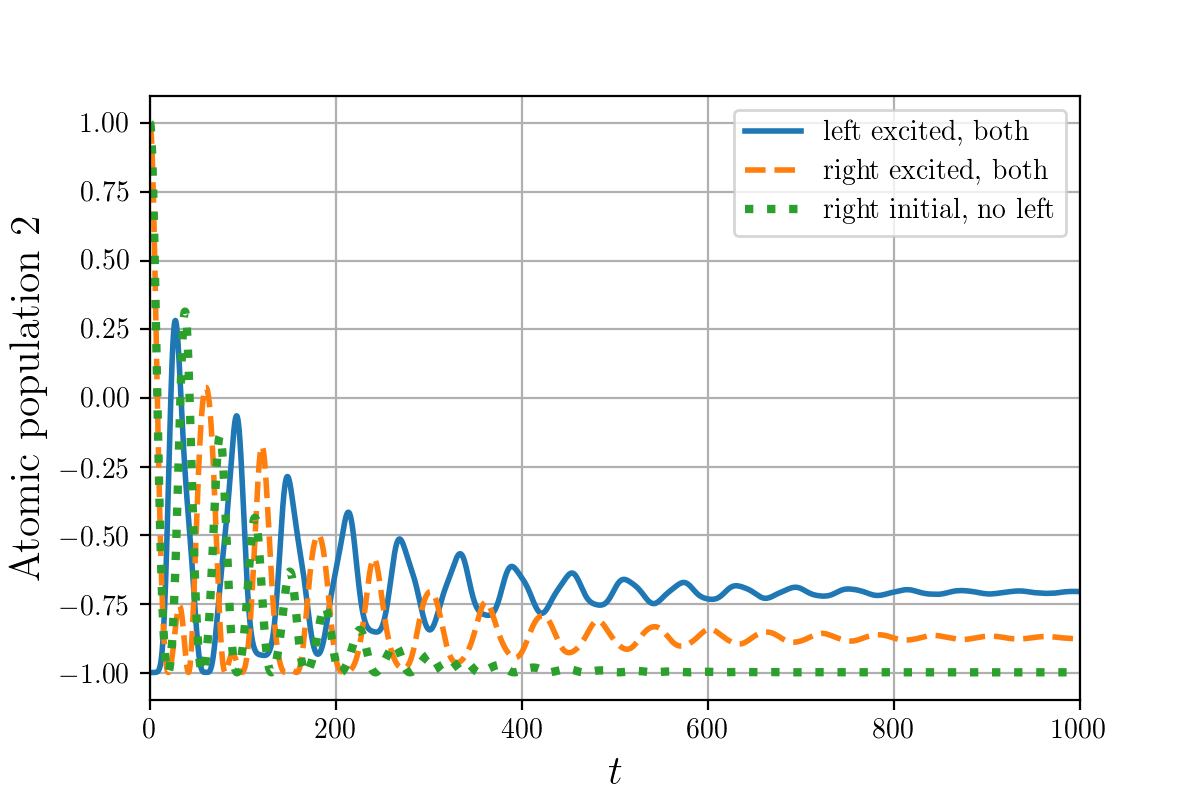 1.00
0.75
0.50
0.25
0.00
−0.25
−0.50
−0.75
−1.00
Atomic population 2
left excited, both
right excited, both
right initial, no left
0 200 400 600 800 1000
t